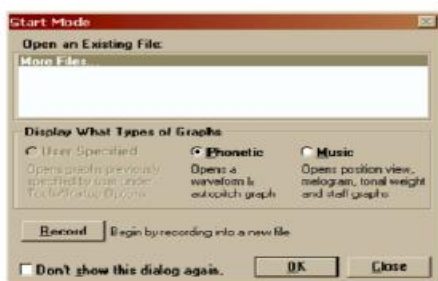 Start Mode
Open an Existing File:
More Files...
Display What Types of Graphs
User Specified
Opens graphs previously
specified by user under
Tools/Startup Options
Phonetic
Opens a
waveform &
autopitch graph
Music
Opens position view,
melogram, tonal weight
and staff graphs
Record Begin by recording into a new file
Don't show this dialog again.
OK
Close